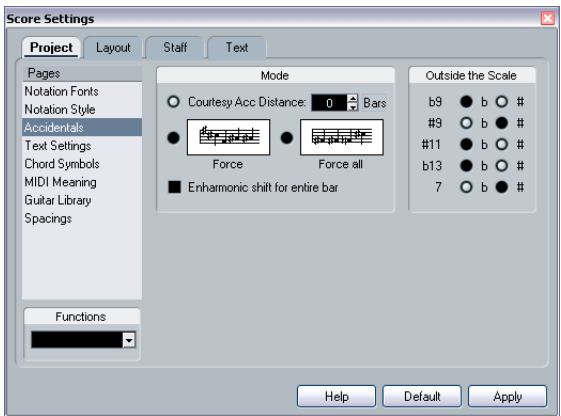 Score Settings
Project Layout Staff Text
Pages
Notation Fonts
Notation Style
Accidentals
Text Settings
Chord Symbols
MIDI Meaning
Guitar Library
Spacings
Functions
Mode
Courtesy Acc Distance: 0 Bars
Force Force all
Enharmonic shift for entire bar
Outside the Scale
b9 b #
#9 b #
#11 b #
b13 b #
7 b #
Help Default Apply